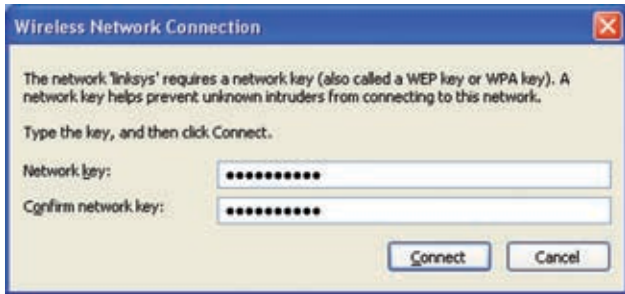 Wireless Network Connection
The network 'linksys' requires a network key (also called a WEP key or WPA key). A
network key helps prevent unknown intruders from connecting to this network.
Type the key, and then click Connect.
Network key: ●●●●●●●●●●
Confirm network key: ●●●●●●●●●●
Connect Cancel